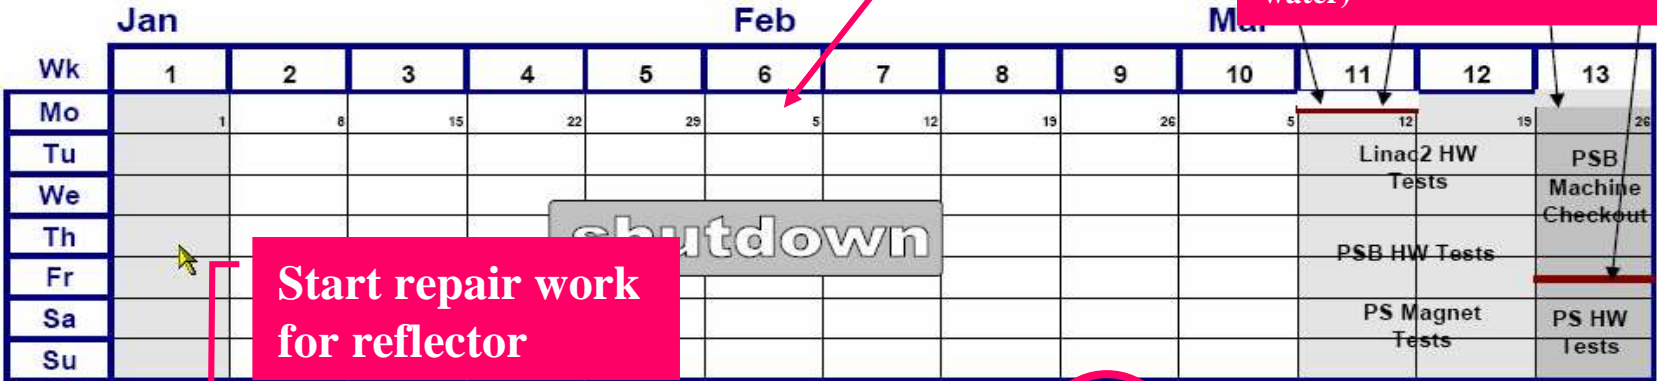 water)
Jan Feb Mar
Wk 1 2 3 4 5 6 7 8 9 10 11 12 13
Mo 1 8 15 22 29 5 12 19 26 5 12 19 26
Tu
We
Th
Fr
Sa
Su
shutdown
Start repair work
for reflector
Linac2 HW
Tests
PSB HW Tests
PS Magnet
Tests
PSB
Machine
Checkout
PS HW
Tests